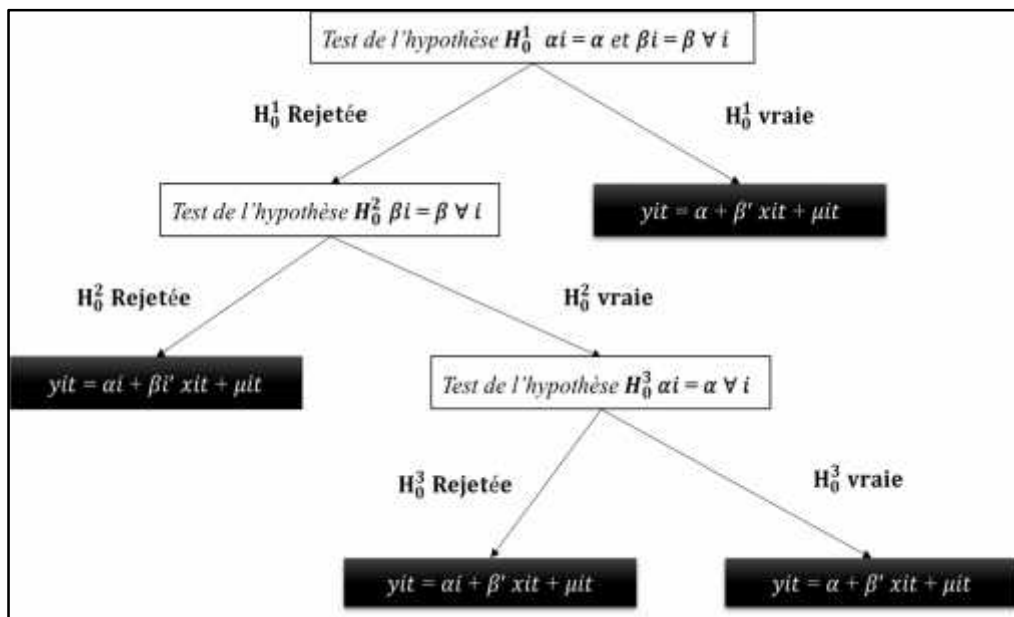 Test de l'hypothèse H₀¹ αi = α et βi = β ∀ i
H₀¹ Rejetée
H₀¹ vraie
Test de l'hypothèse H₀² βi = β ∀ i
yit = α + β′ xit + μit
H₀² Rejetée
H₀² vraie
yit = αi + βi′ xit + μit
Test de l'hypothèse H₀³ αi = α ∀ i
H₀³ Rejetée
H₀³ vraie
yit = αi + β′ xit + μit
yit = α + β′ xit + μit